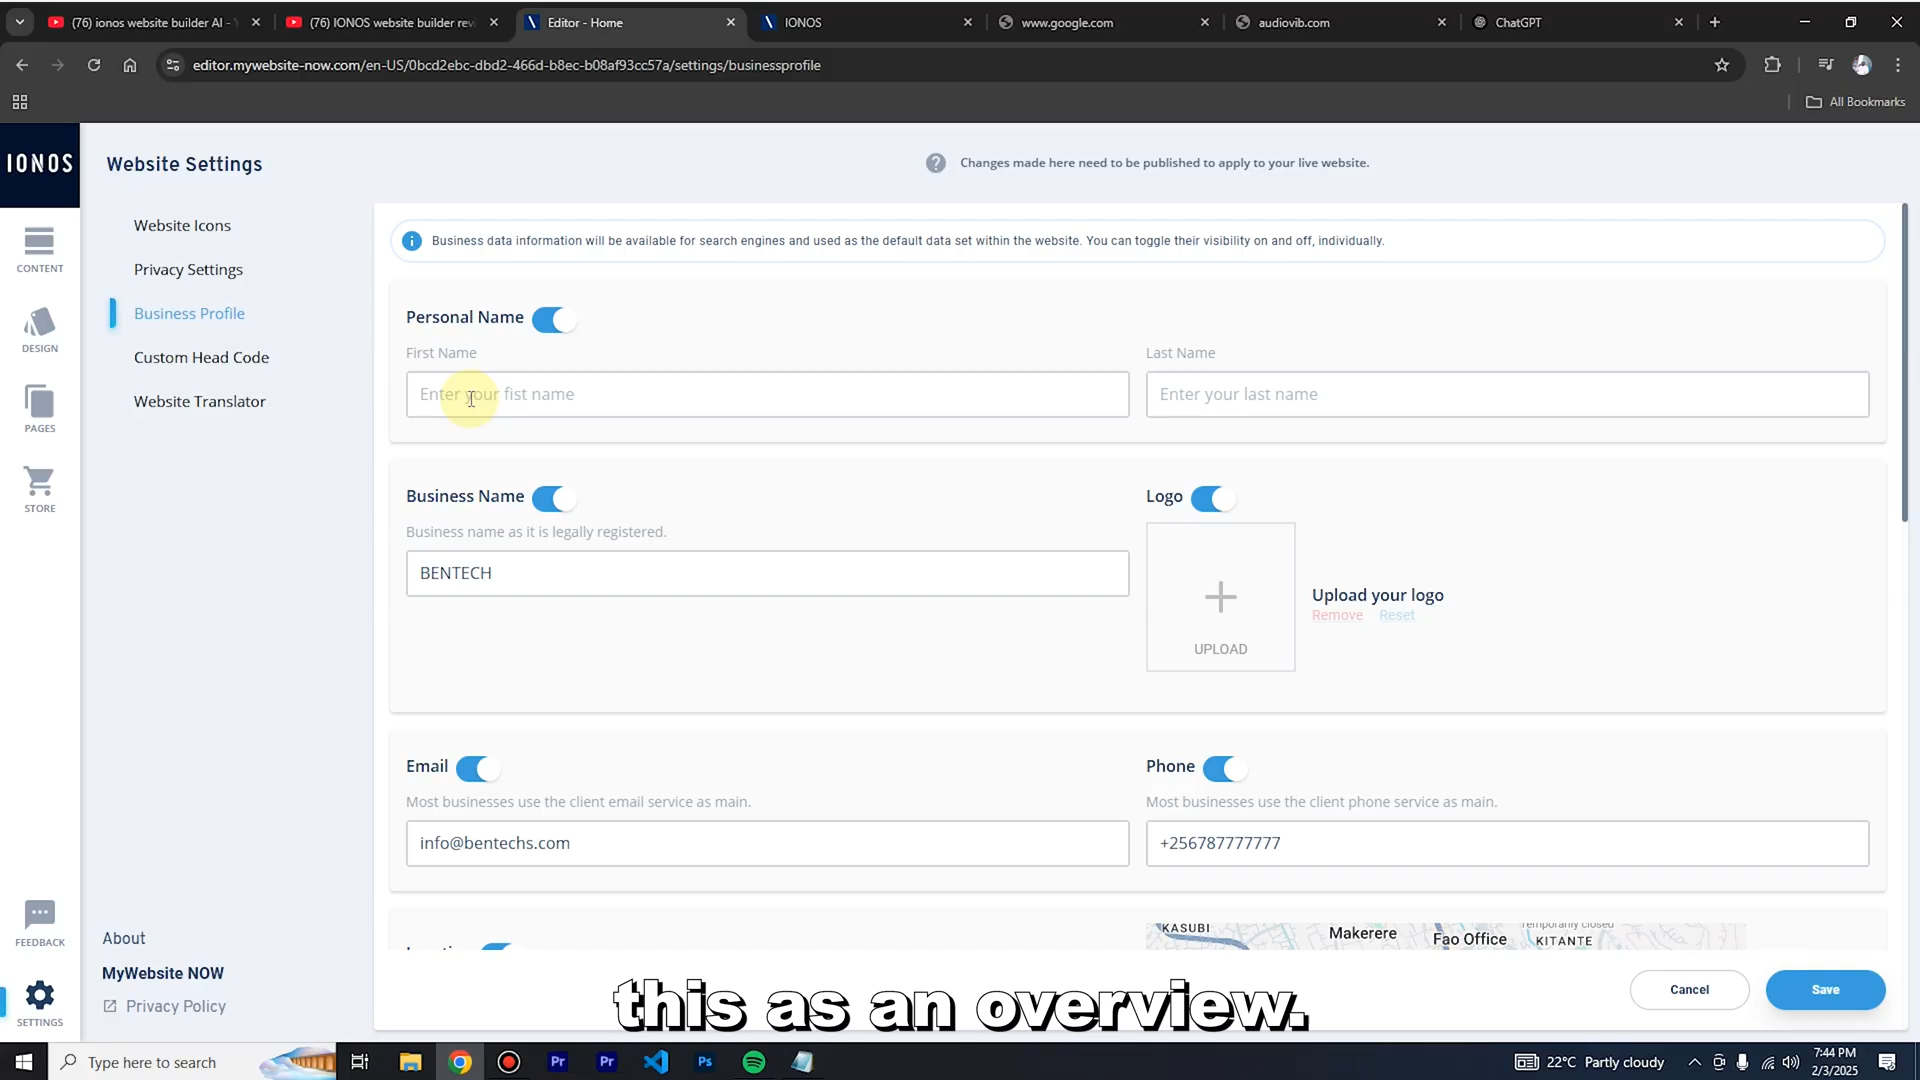 (76) ionos website builder AI -
(76) IONOS website builder rev
Editor - Home
IONOS
www.google.com
audiovib.com
ChatGPT
editor.mywebsite-now.com/en-US/0bcd2ebc-dbd2-466d-b8ec-b08af93cc57a/settings/businessprofile
All Bookmarks
IONOS
Website Settings
Changes made here need to be published to apply to your live website.
CONTENT
DESIGN
PAGES
STORE
FEEDBACK
SETTINGS
Website Icons
Privacy Settings
Business Profile
Custom Head Code
Website Translator
About
MyWebsite NOW
Privacy Policy
Business data information will be available for search engines and used as the default data set within the website. You can toggle their visibility on and off, individually.
Personal Name
First Name
Last Name
Enter your fist name
Enter your last name
Business Name
Logo
Business name as it is legally registered.
BENTECH
UPLOAD
Upload your logo
Remove Reset
Email
Phone
Most businesses use the client email service as main.
Most businesses use the client phone service as main.
info@bentechs.com
+256787777777
KASUBI
Makerere
Fao Office
Temporarily closed
KITANTE
Cancel
Save
this as an overview.
Type here to search
22°C Partly cloudy
7:44 PM
2/3/2025